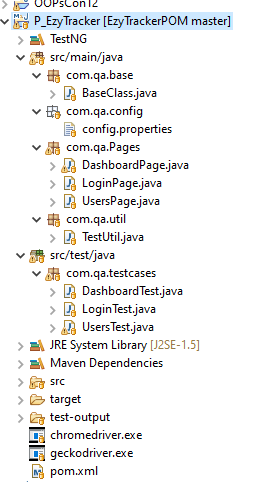 OOPsCon12
P_EzyTracker [EzyTrackerPOM master]
TestNG
src/main/java
com.qa.base
BaseClass.java
com.qa.config
config.properties
com.qa.Pages
DashboardPage.java
LoginPage.java
UsersPage.java
com.qa.util
TestUtil.java
src/test/java
com.qa.testcases
DashboardTest.java
LoginTest.java
UsersTest.java
JRE System Library [J2SE-1.5]
Maven Dependencies
src
target
test-output
chromedriver.exe
geckodriver.exe
pom.xml